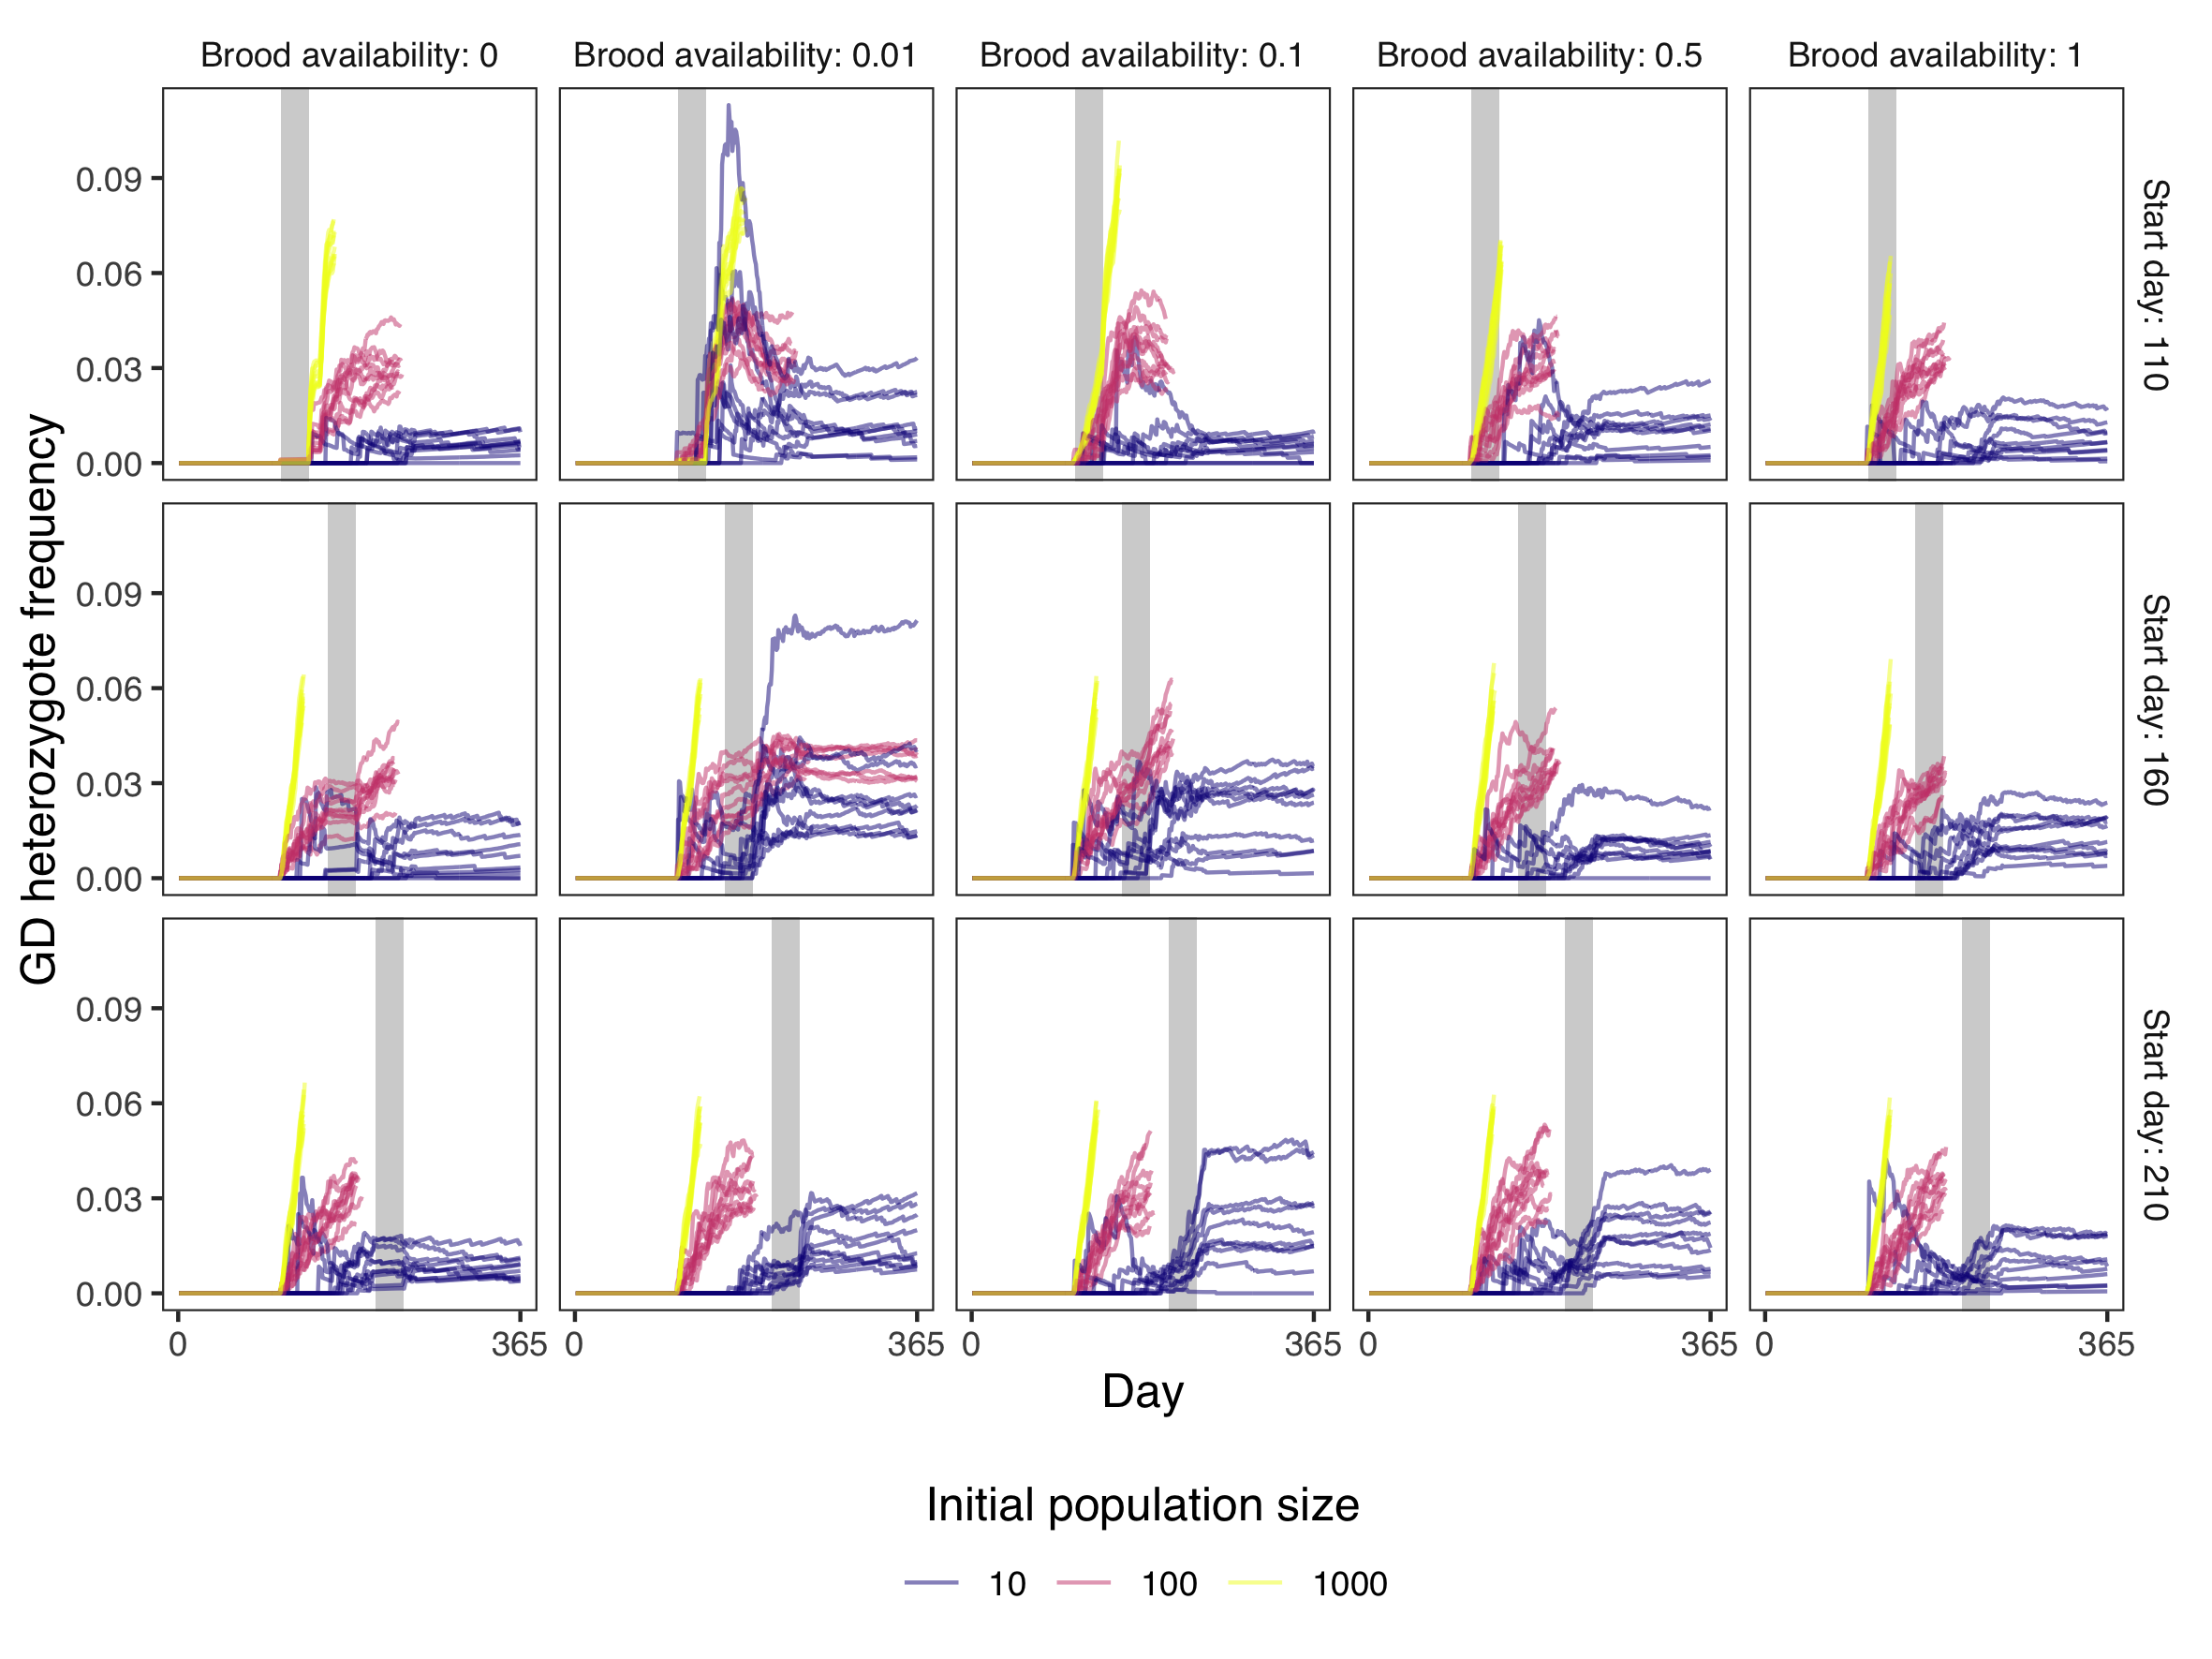 Brood availability: 0
Brood availability: 0.01
Brood availability: 0.1
Brood availability: 0.5
Brood availability: 1
GD heterozygote frequency
0.09
0.06
0.03
0.00
Start day: 110
0.09
0.06
0.03
0.00
Start day: 160
0.09
0.06
0.03
0.00
Start day: 210
0 365 0 365 0 365 0 365 0 365
Day
Initial population size
10 100 1000